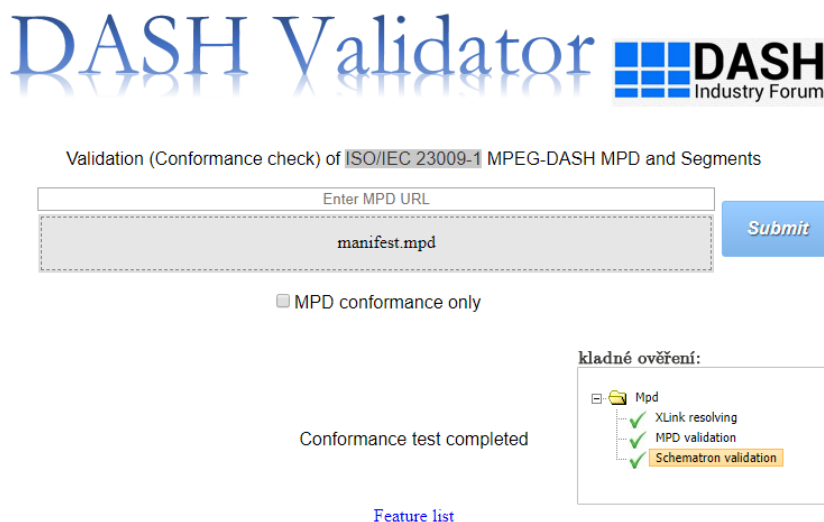 DASH Validator
DASH
Industry Forum
Validation (Conformance check) of ISO/IEC 23009-1 MPEG-DASH MPD and Segments
Enter MPD URL
manifest.mpd
Submit
MPD conformance only
kladné ověření:
Mpd
XLink resolving
MPD validation
Schematron validation
Conformance test completed
Feature list